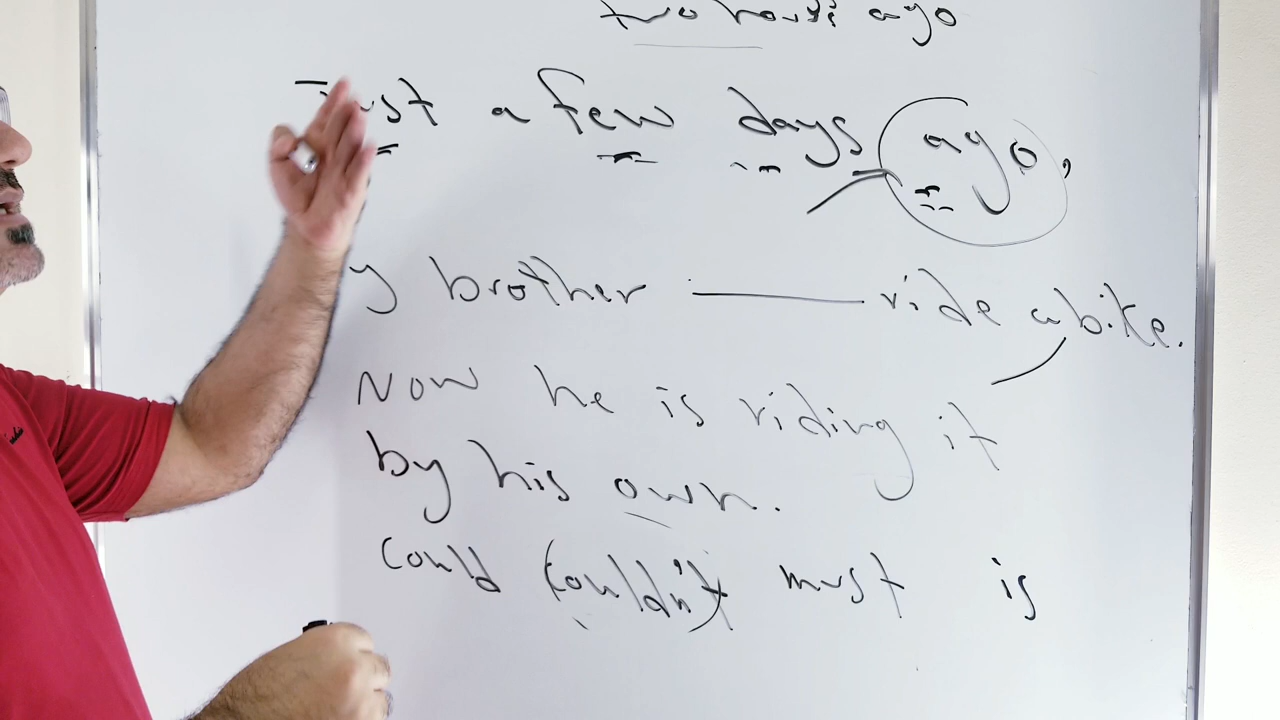 two hours ago
Just a few days ago,
y brother ride a bike.
Now he is riding it
by his own.
could couldn't must is